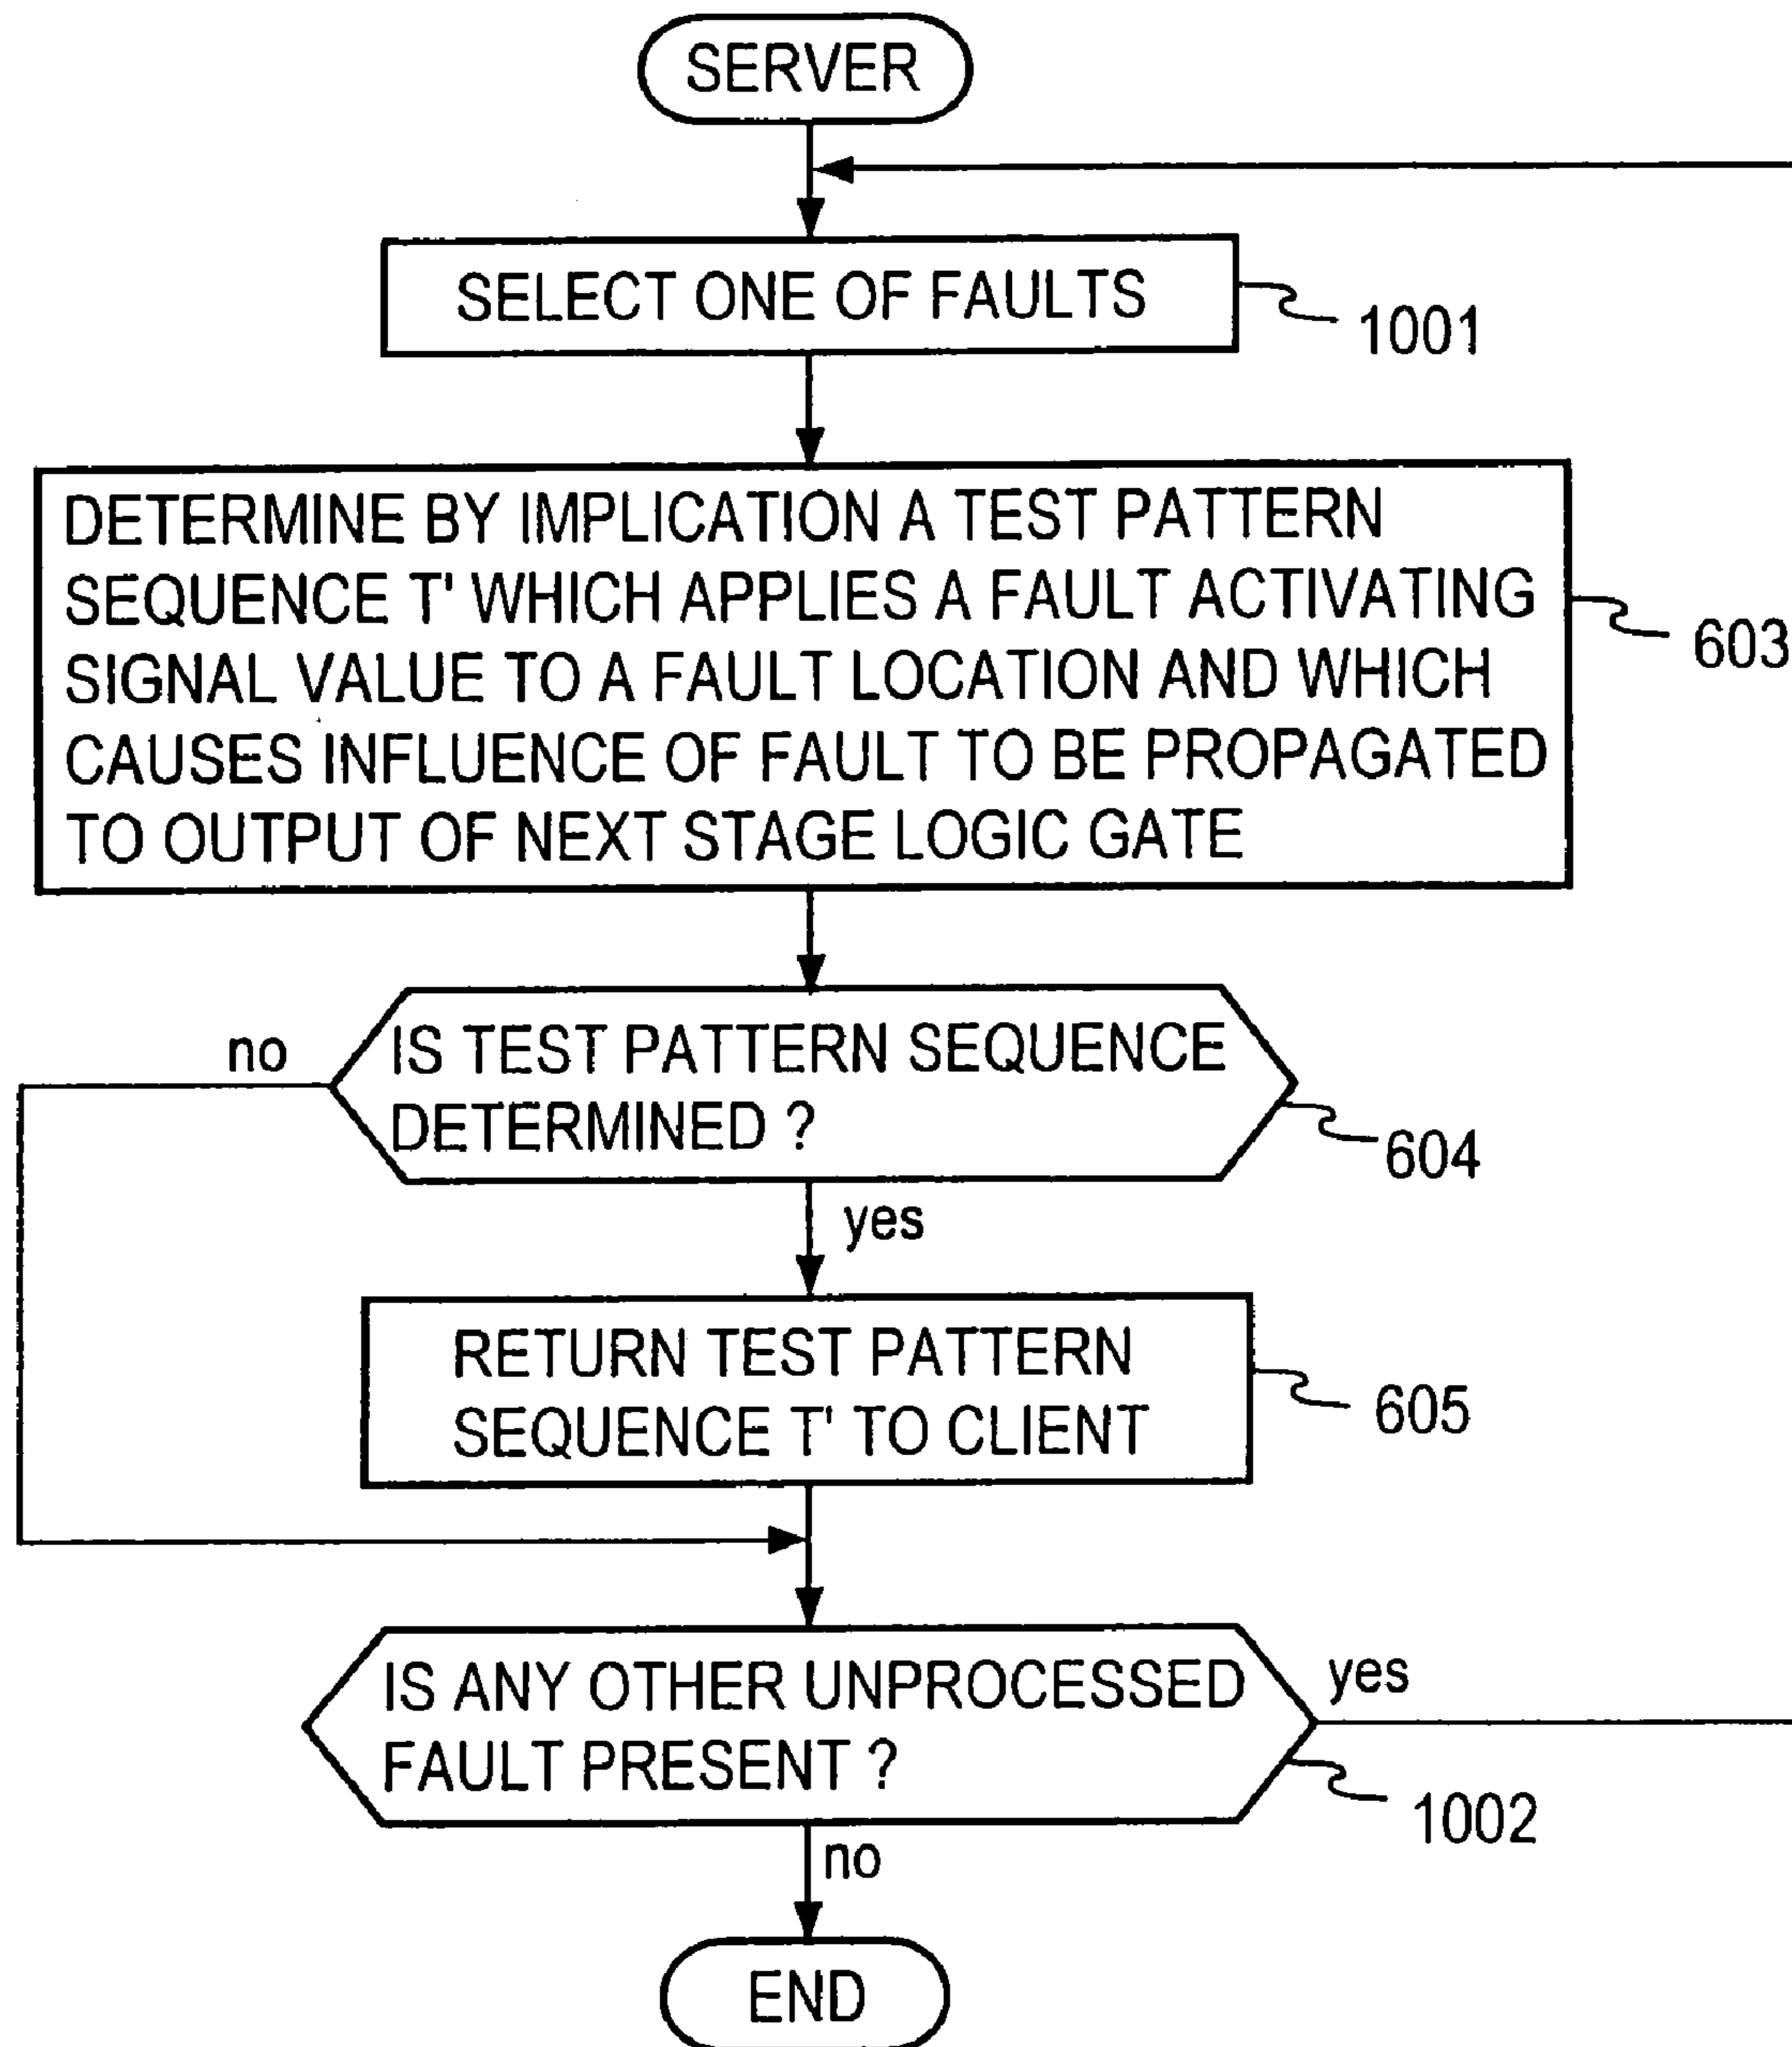 SERVER
SELECT ONE OF FAULTS
1001
DETERMINE BY IMPLICATION A TEST PATTERN
SEQUENCE T' WHICH APPLIES A FAULT ACTIVATING
SIGNAL VALUE TO A FAULT LOCATION AND WHICH
CAUSES INFLUENCE OF FAULT TO BE PROPAGATED
TO OUTPUT OF NEXT STAGE LOGIC GATE
603
no
IS TEST PATTERN SEQUENCE
DETERMINED ?
604
yes
RETURN TEST PATTERN
SEQUENCE T' TO CLIENT
605
IS ANY OTHER UNPROCESSED
FAULT PRESENT ?
yes
1002
no
END